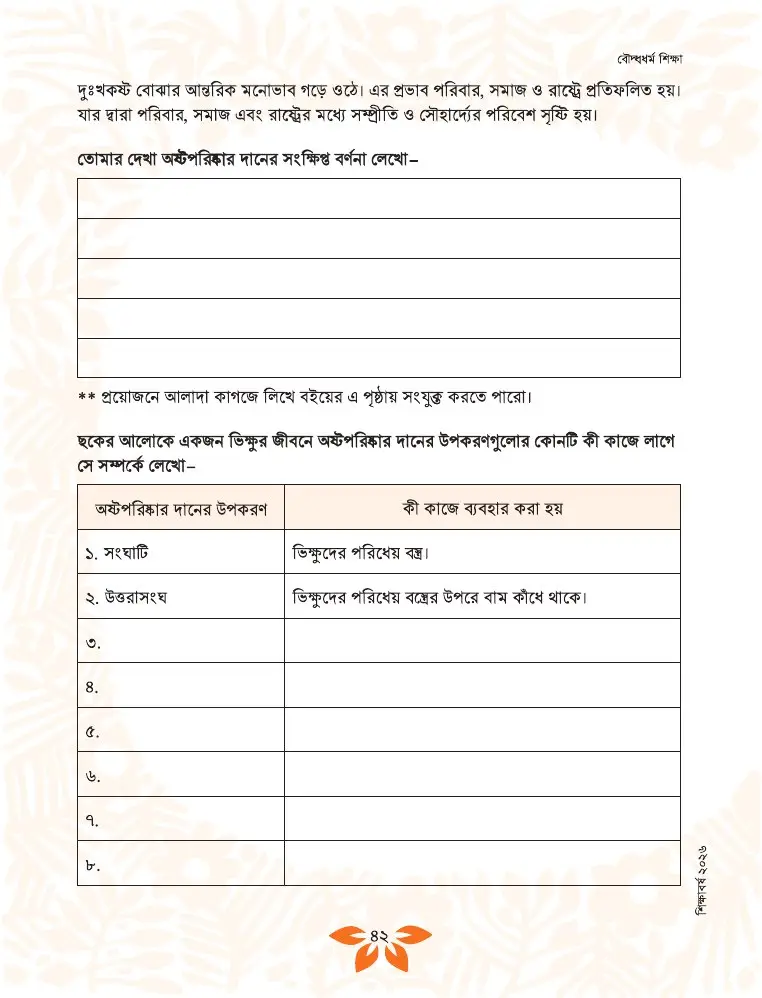 বৌদ্ধধর্ম শিক্ষা
দুঃখকষ্ট বোঝার আন্তরিক মনোভাব গড়ে ওঠে। এর প্রভাব পরিবার, সমাজ ও রাষ্ট্রে প্রতিফলিত হয়।
যার দ্বারা পরিবার, সমাজ এবং রাষ্ট্রের মধ্যে সম্প্রীতি ও সৌহার্দ্যের পরিবেশ সৃষ্টি হয়।
তোমার দেখা অষ্টপরিষ্কার দানের সংক্ষিপ্ত বর্ণনা লেখো–
** প্রয়োজনে আলাদা কাগজে লিখে বইয়ের এ পৃষ্ঠায় সংযুক্ত করতে পারো।
ছকের আলোকে একজন ভিক্ষুর জীবনে অষ্টপরিষ্কার দানের উপকরণগুলোর কোনটি কী কাজে লাগে
সে সম্পর্কে লেখো–
অষ্টপরিষ্কার দানের উপকরণ
কী কাজে ব্যবহার করা হয়
১. সংঘাটি
ভিক্ষুদের পরিধেয় বস্ত্র।
২. উত্তরাসংঘ
ভিক্ষুদের পরিধেয় বস্ত্রের উপরে বাম কাঁধে থাকে।
৩.
৪.
৫.
৬.
৭.
৮.
শিক্ষাবর্ষ ২০২৬
৪২